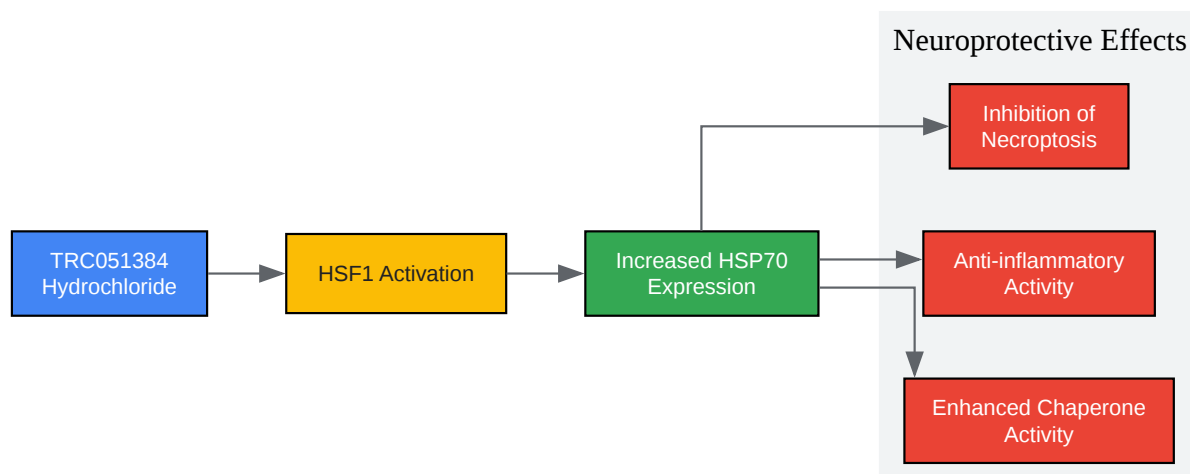 Neuroprotective Effects
Inhibition of
Necroptosis
TRC051384
Hydrochloride
HSF1 Activation
Increased HSP70
Expression
Anti-inflammatory
Activity
Enhanced Chaperone
Activity